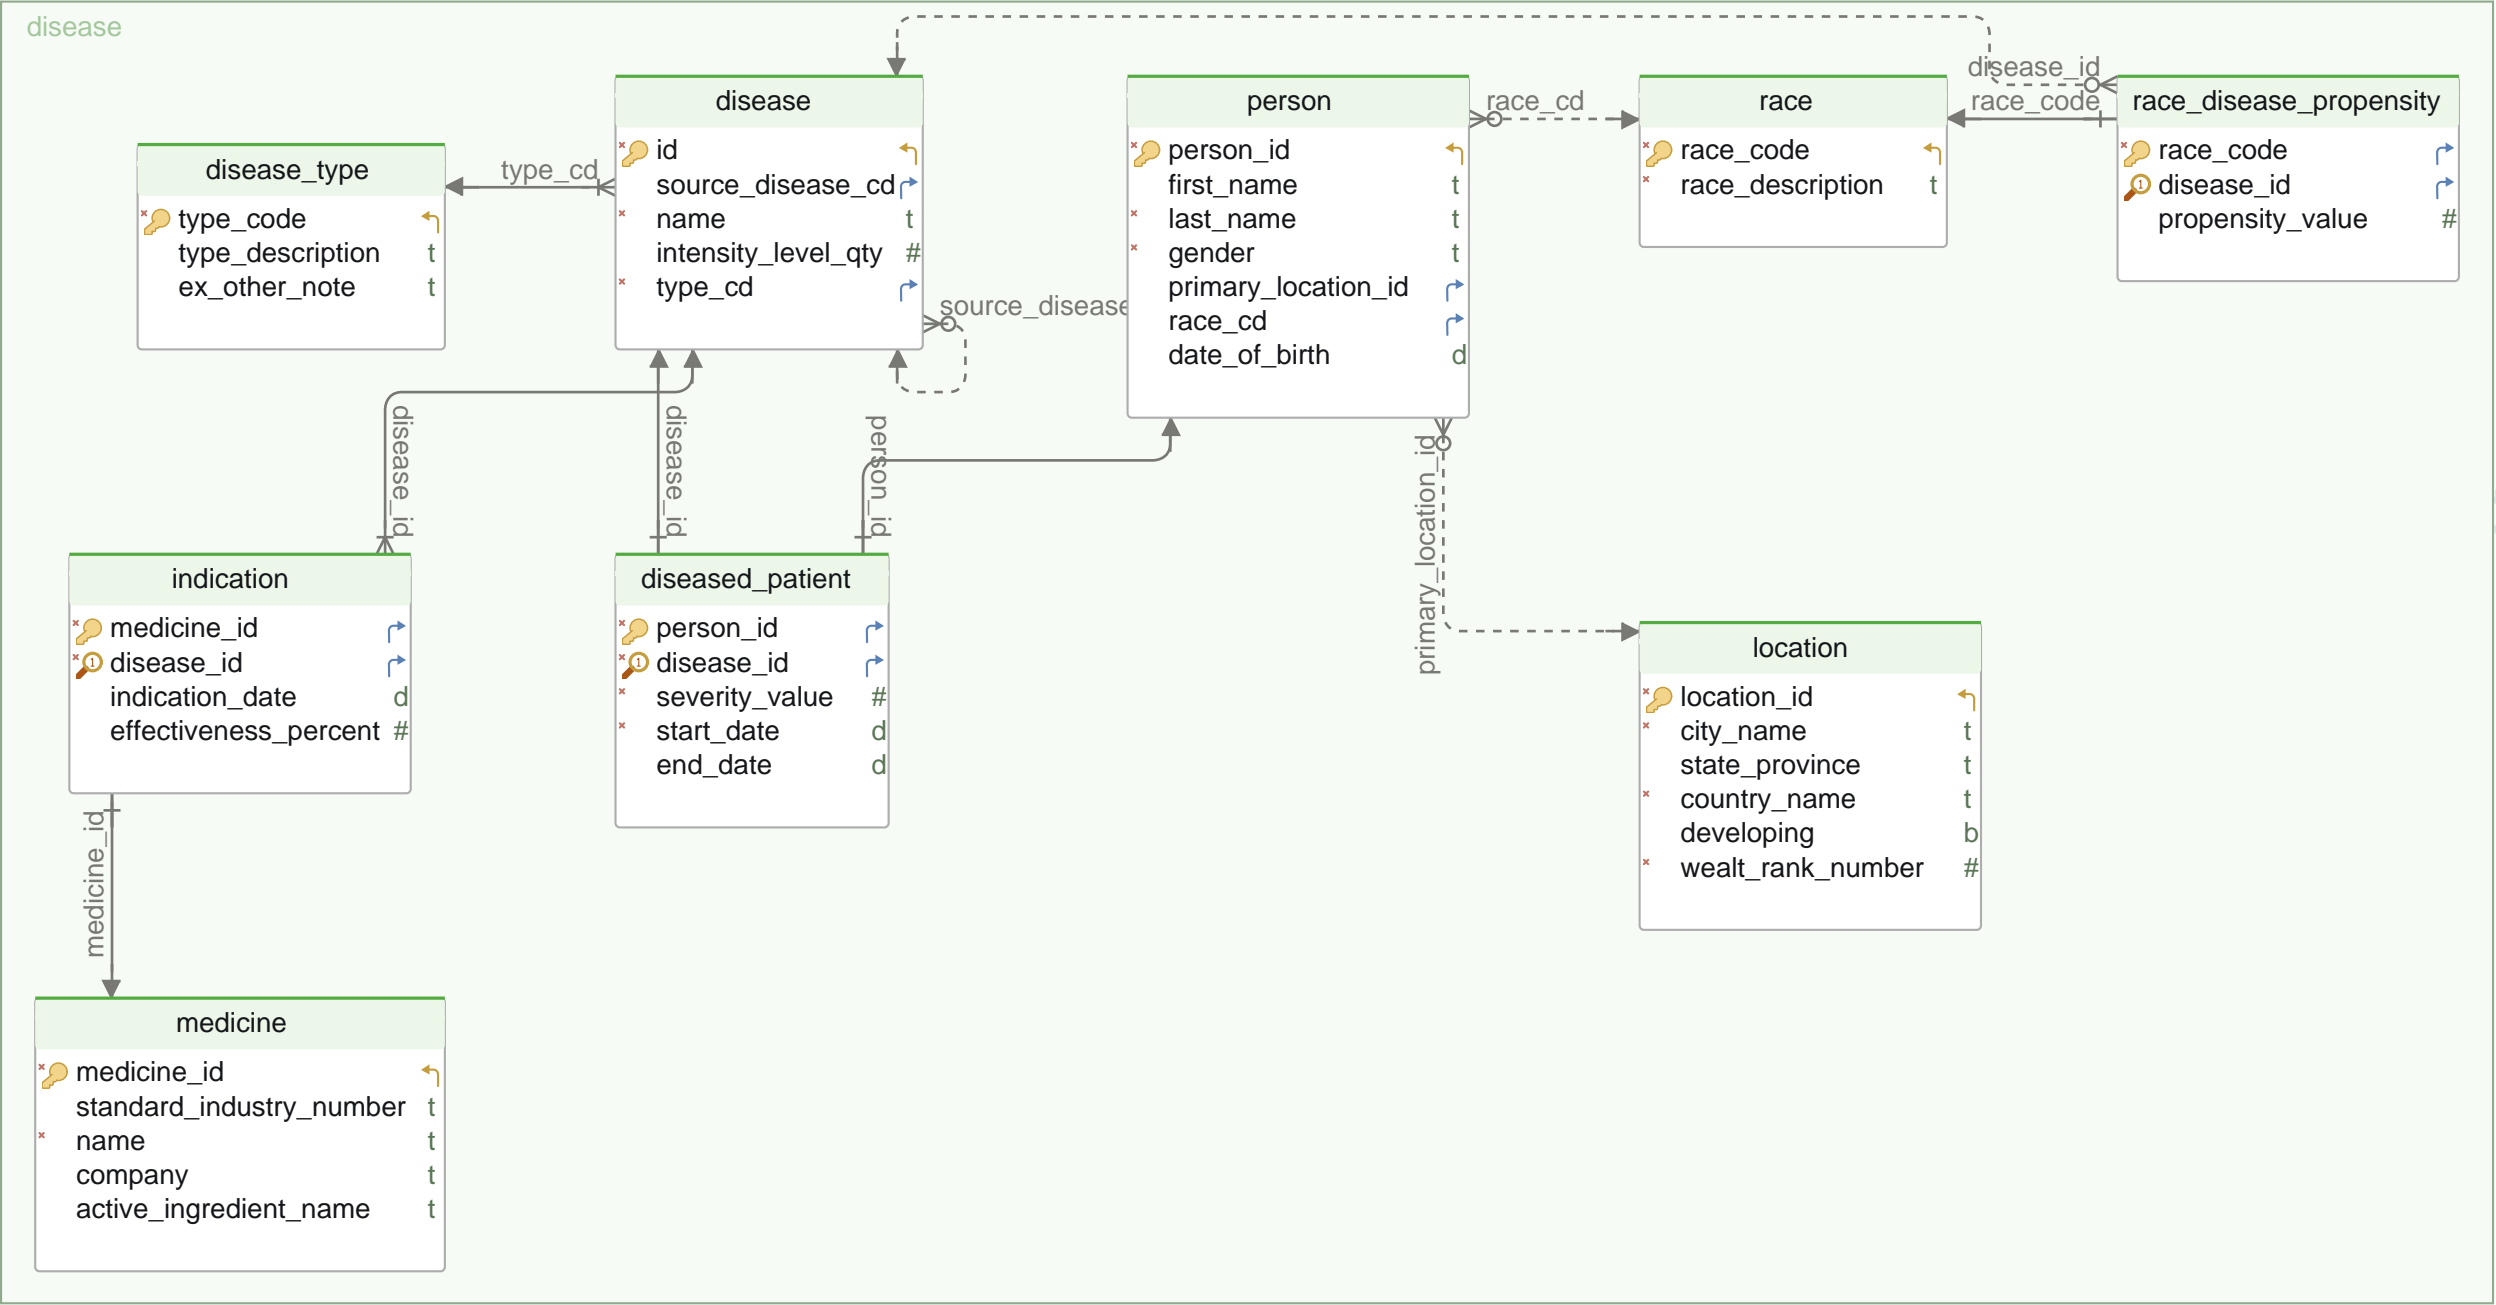 disease
disease
id
source_disease_cd
name t
intensity_level_qty #
type_cd
person
person_id
first_name t
last_name t
gender t
primary_location_id
race_cd
date_of_birth d
race
race_code
race_description t
race_disease_propensity
race_code
disease_id
propensity_value #
disease_type
type_code
type_description t
ex_other_note t
type_cd
race_cd
disease_id
race_code
source_disease
disease_id
disease_id
person_id
primary_location_id
indication
medicine_id
disease_id
indication_date d
effectiveness_percent #
diseased_patient
person_id
disease_id
severity_value #
start_date d
end_date d
location
location_id
city_name t
state_province t
country_name t
developing b
wealt_rank_number #
medicine_id
medicine
medicine_id
standard_industry_number t
name t
company t
active_ingredient_name t